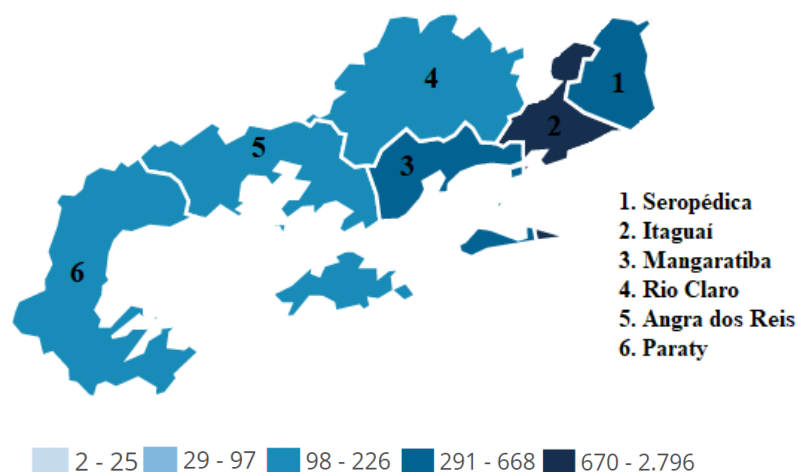 4
1
2
5
3
6
1. Seropédica
2. Itaguaí
3. Mangaratiba
4. Rio Claro
5. Angra dos Reis
6. Paraty
2 - 25 29 - 97 98 - 226 291 - 668 670 - 2.796